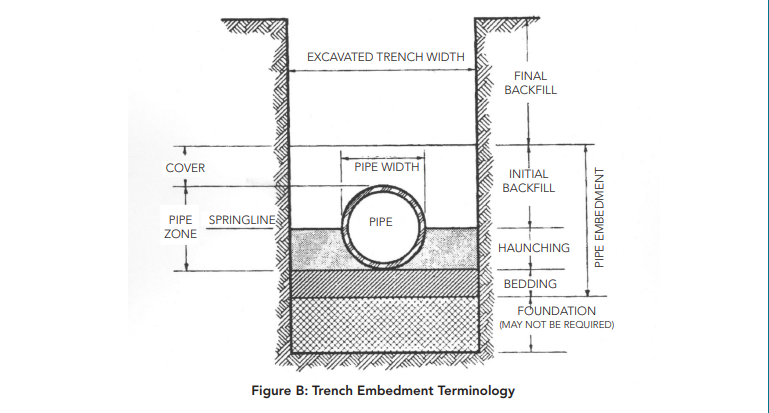 EXCAVATED TRENCH WIDTH
FINAL
BACKFILL
COVER
PIPE WIDTH
INITIAL
BACKFILL
PIPE EMBEDMENT
PIPE
ZONE
SPRINGLINE
PIPE
HAUNCHING
BEDDING
FOUNDATION
(MAY NOT BE REQUIRED)
Figure B: Trench Embedment Terminology